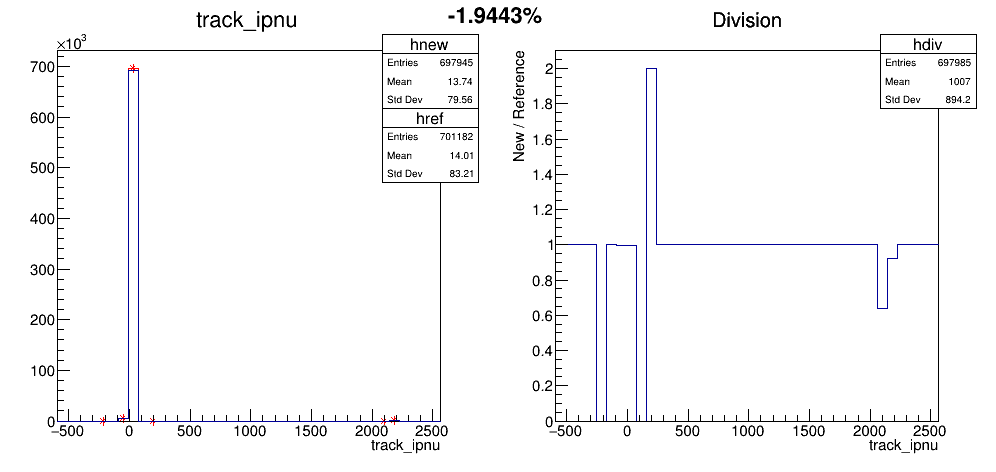 -1.9443%
track_ipnu
×10³
hnew
Entries 697945
Mean 13.74
Std Dev 79.56
href
Entries 701182
Mean 14.01
Std Dev 83.21
700
600
500
400
300
200
100
0
−500 0 500 1000 1500 2000 2500
track_ipnu
Division
hdiv
Entries 697985
Mean 1007
Std Dev 894.2
New / Reference
2
1.8
1.6
1.4
1.2
1
0.8
0.6
0.4
0.2
0
−500 0 500 1000 1500 2000 2500
track_ipnu